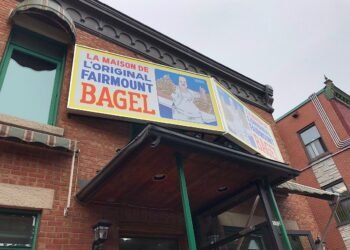 LA MAISON DE
L'ORIGINAL
FAIRMOUNT
BAGEL